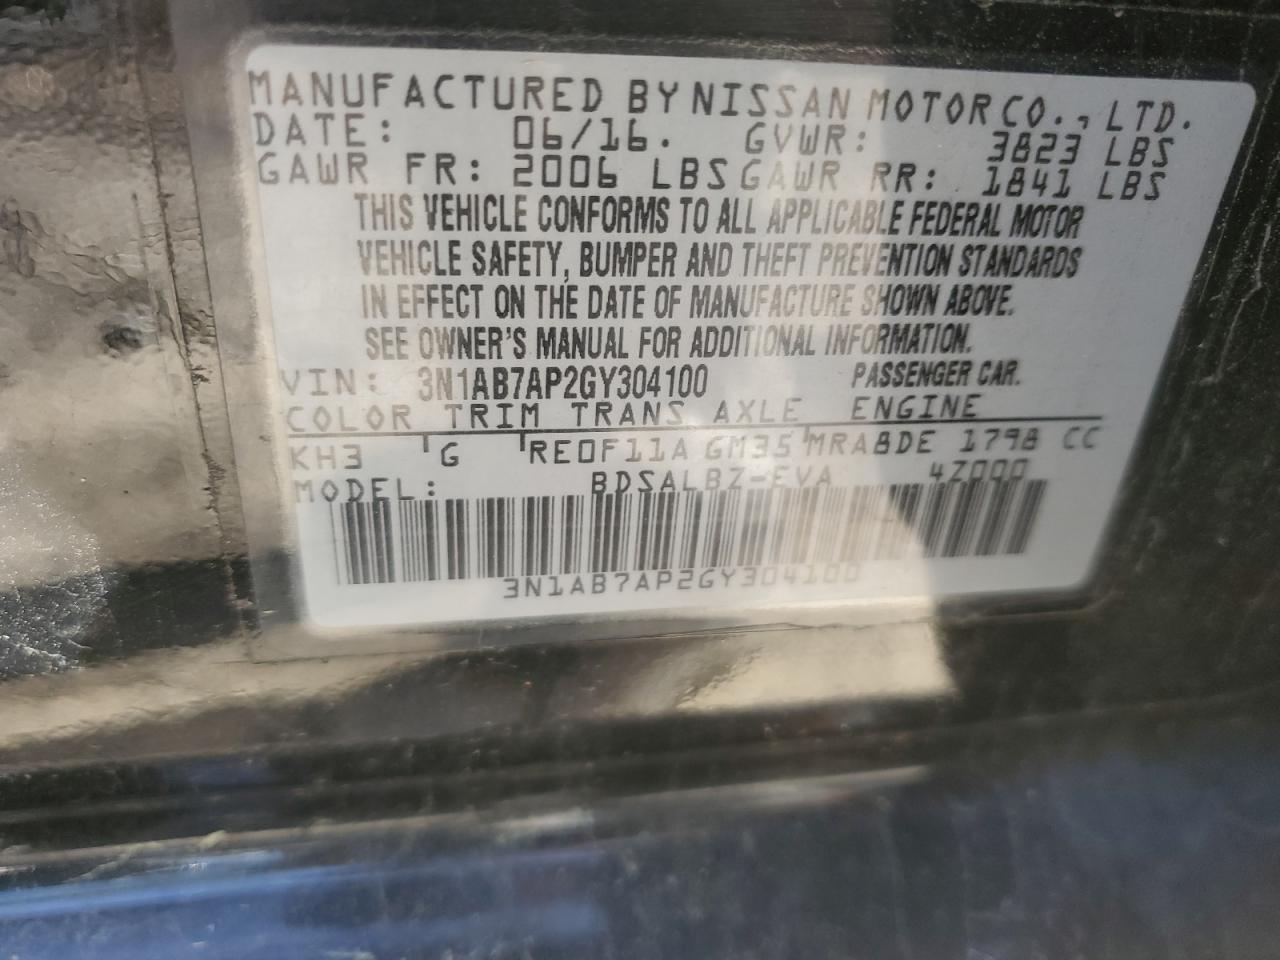 MANUFACTURED BY NISSAN MOTOR CO., LTD.
DATE: 06/16. GVWR: 3823 LBS
GAWR FR: 2006 LBS GAWR RR: 1841 LBS
THIS VEHICLE CONFORMS TO ALL APPLICABLE FEDERAL MOTOR
VEHICLE SAFETY, BUMPER AND THEFT PREVENTION STANDARDS
IN EFFECT ON THE DATE OF MANUFACTURE SHOWN ABOVE.
SEE OWNER'S MANUAL FOR ADDITIONAL INFORMATION.
VIN: 3N1AB7AP2GY304100 PASSENGER CAR.
COLOR TRIM TRANS AXLE ENGINE
KH3 G RE0F11A GM35 MRA8DE 1798 CC
MODEL: BDSALBZ-EVA 4Z000
3N1AB7AP2GY304100